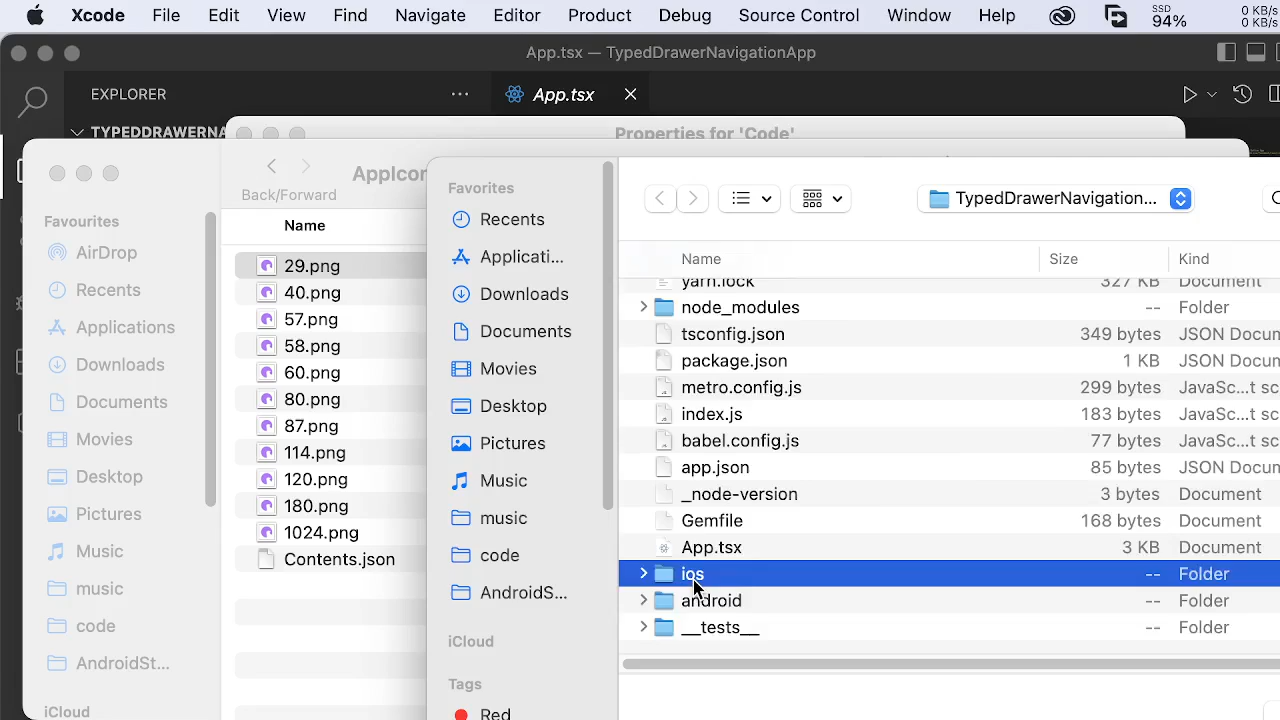 Xcode File Edit View Find Navigate Editor Product Debug Source Control Window Help SSD 94% 0 KB/s 0 KB/s
App.tsx — TypedDrawerNavigationApp
EXPLORER
App.tsx
TYPEDDRAWERNA
Properties for 'Code'
Back/Forward
AppIcon
Favourites
AirDrop
Recents
Applications
Downloads
Documents
Movies
Desktop
Pictures
Music
music
code
AndroidSt...
iCloud
Name
29.png
40.png
57.png
58.png
60.png
80.png
87.png
114.png
120.png
180.png
1024.png
Contents.json
Favorites
Recents
Applicati...
Downloads
Documents
Movies
Desktop
Pictures
Music
music
code
AndroidS...
iCloud
Tags
Red
TypedDrawerNavigation...
Name Size Kind
yarn.lock 327 KB Document
node_modules -- Folder
tsconfig.json 349 bytes JSON Docum
package.json 1 KB JSON Docum
metro.config.js 299 bytes JavaSc...t sc
index.js 183 bytes JavaSc...t sc
babel.config.js 77 bytes JavaSc...t sc
app.json 85 bytes JSON Docum
_node-version 3 bytes Document
Gemfile 168 bytes Document
App.tsx 3 KB Document
ios -- Folder
android -- Folder
__tests__ -- Folder